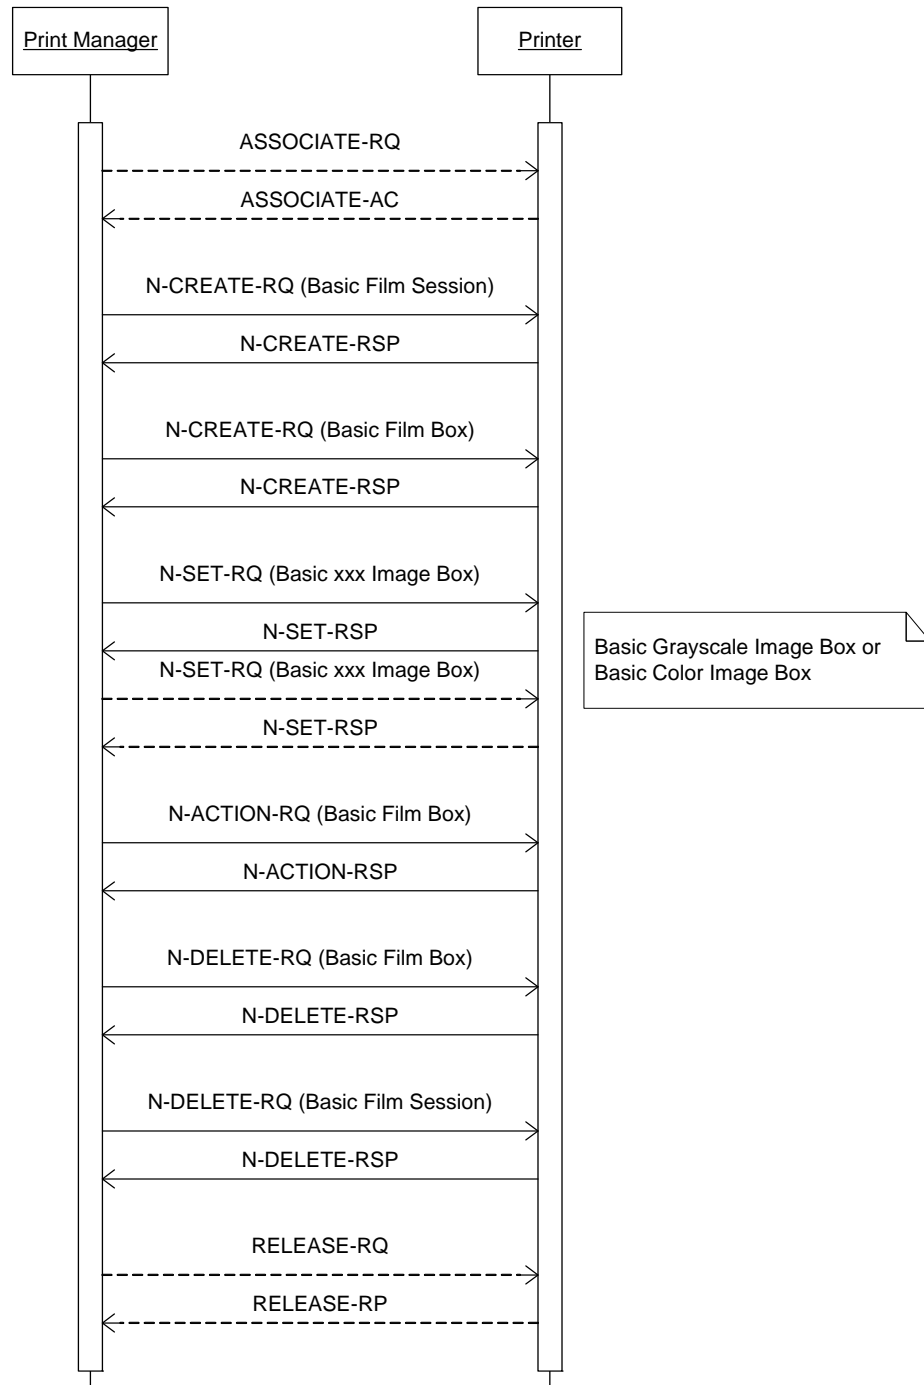 Print Manager
Printer
ASSOCIATE-RQ
ASSOCIATE-AC
N-CREATE-RQ (Basic Film Session)
N-CREATE-RSP
N-CREATE-RQ (Basic Film Box)
N-CREATE-RSP
N-SET-RQ (Basic xxx Image Box)
N-SET-RSP
Basic Grayscale Image Box or
Basic Color Image Box
N-SET-RQ (Basic xxx Image Box)
N-SET-RSP
N-ACTION-RQ (Basic Film Box)
N-ACTION-RSP
N-DELETE-RQ (Basic Film Box)
N-DELETE-RSP
N-DELETE-RQ (Basic Film Session)
N-DELETE-RSP
RELEASE-RQ
RELEASE-RP